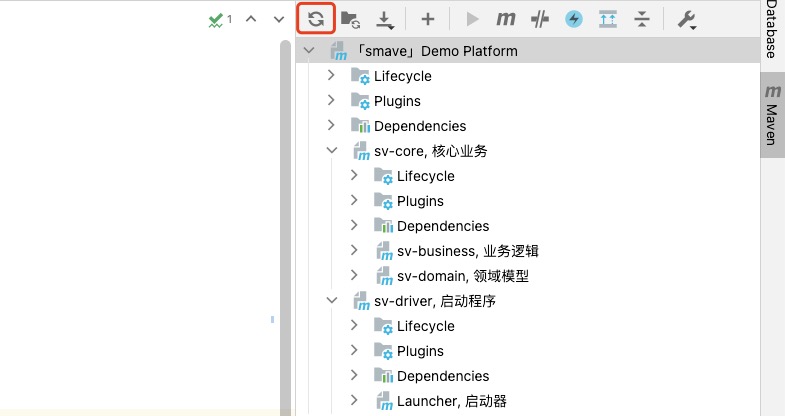 1
m
「smave」Demo Platform
Lifecycle
Plugins
Dependencies
sv-core, 核心业务
Lifecycle
Plugins
Dependencies
sv-business, 业务逻辑
sv-domain, 领域模型
sv-driver, 启动程序
Lifecycle
Plugins
Dependencies
Launcher, 启动器
Database
m
Maven